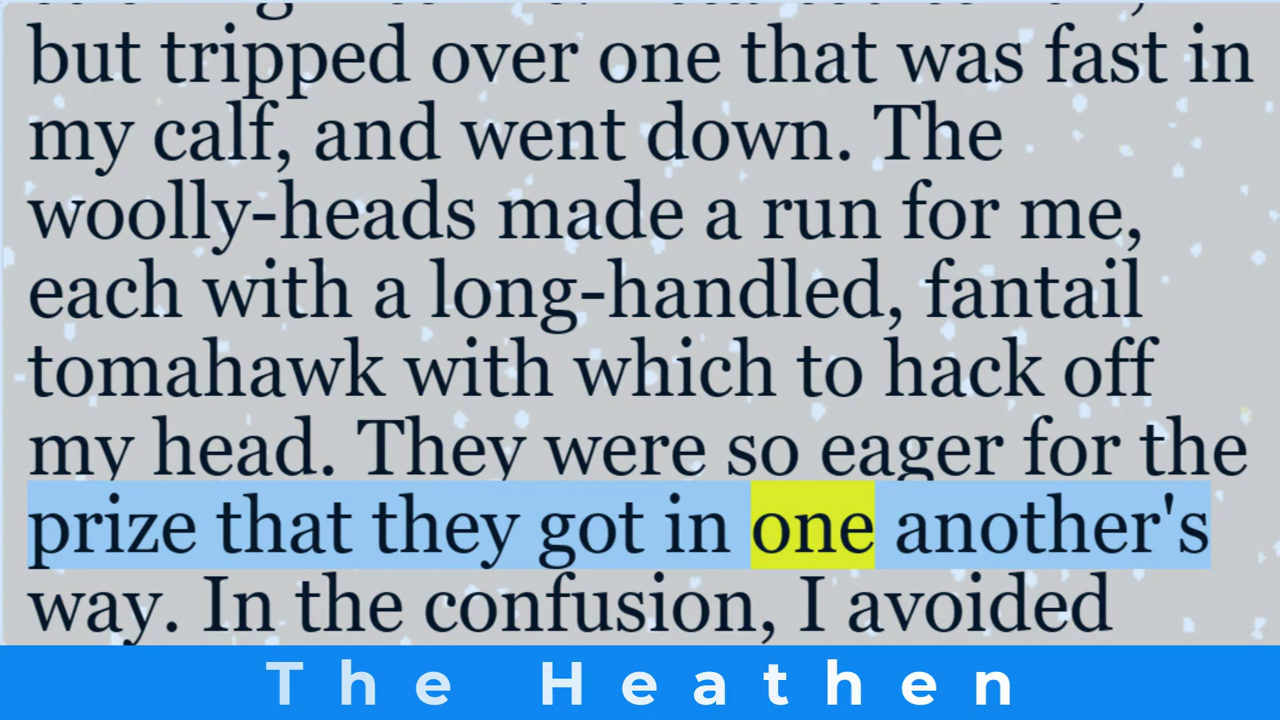 but tripped over one that was fast in
my calf, and went down. The
woolly-heads made a run for me,
each with a long-handled, fantail
tomahawk with which to hack off
my head. They were so eager for the
prize that they got in one another's
way. In the confusion, I avoided
The Heathen